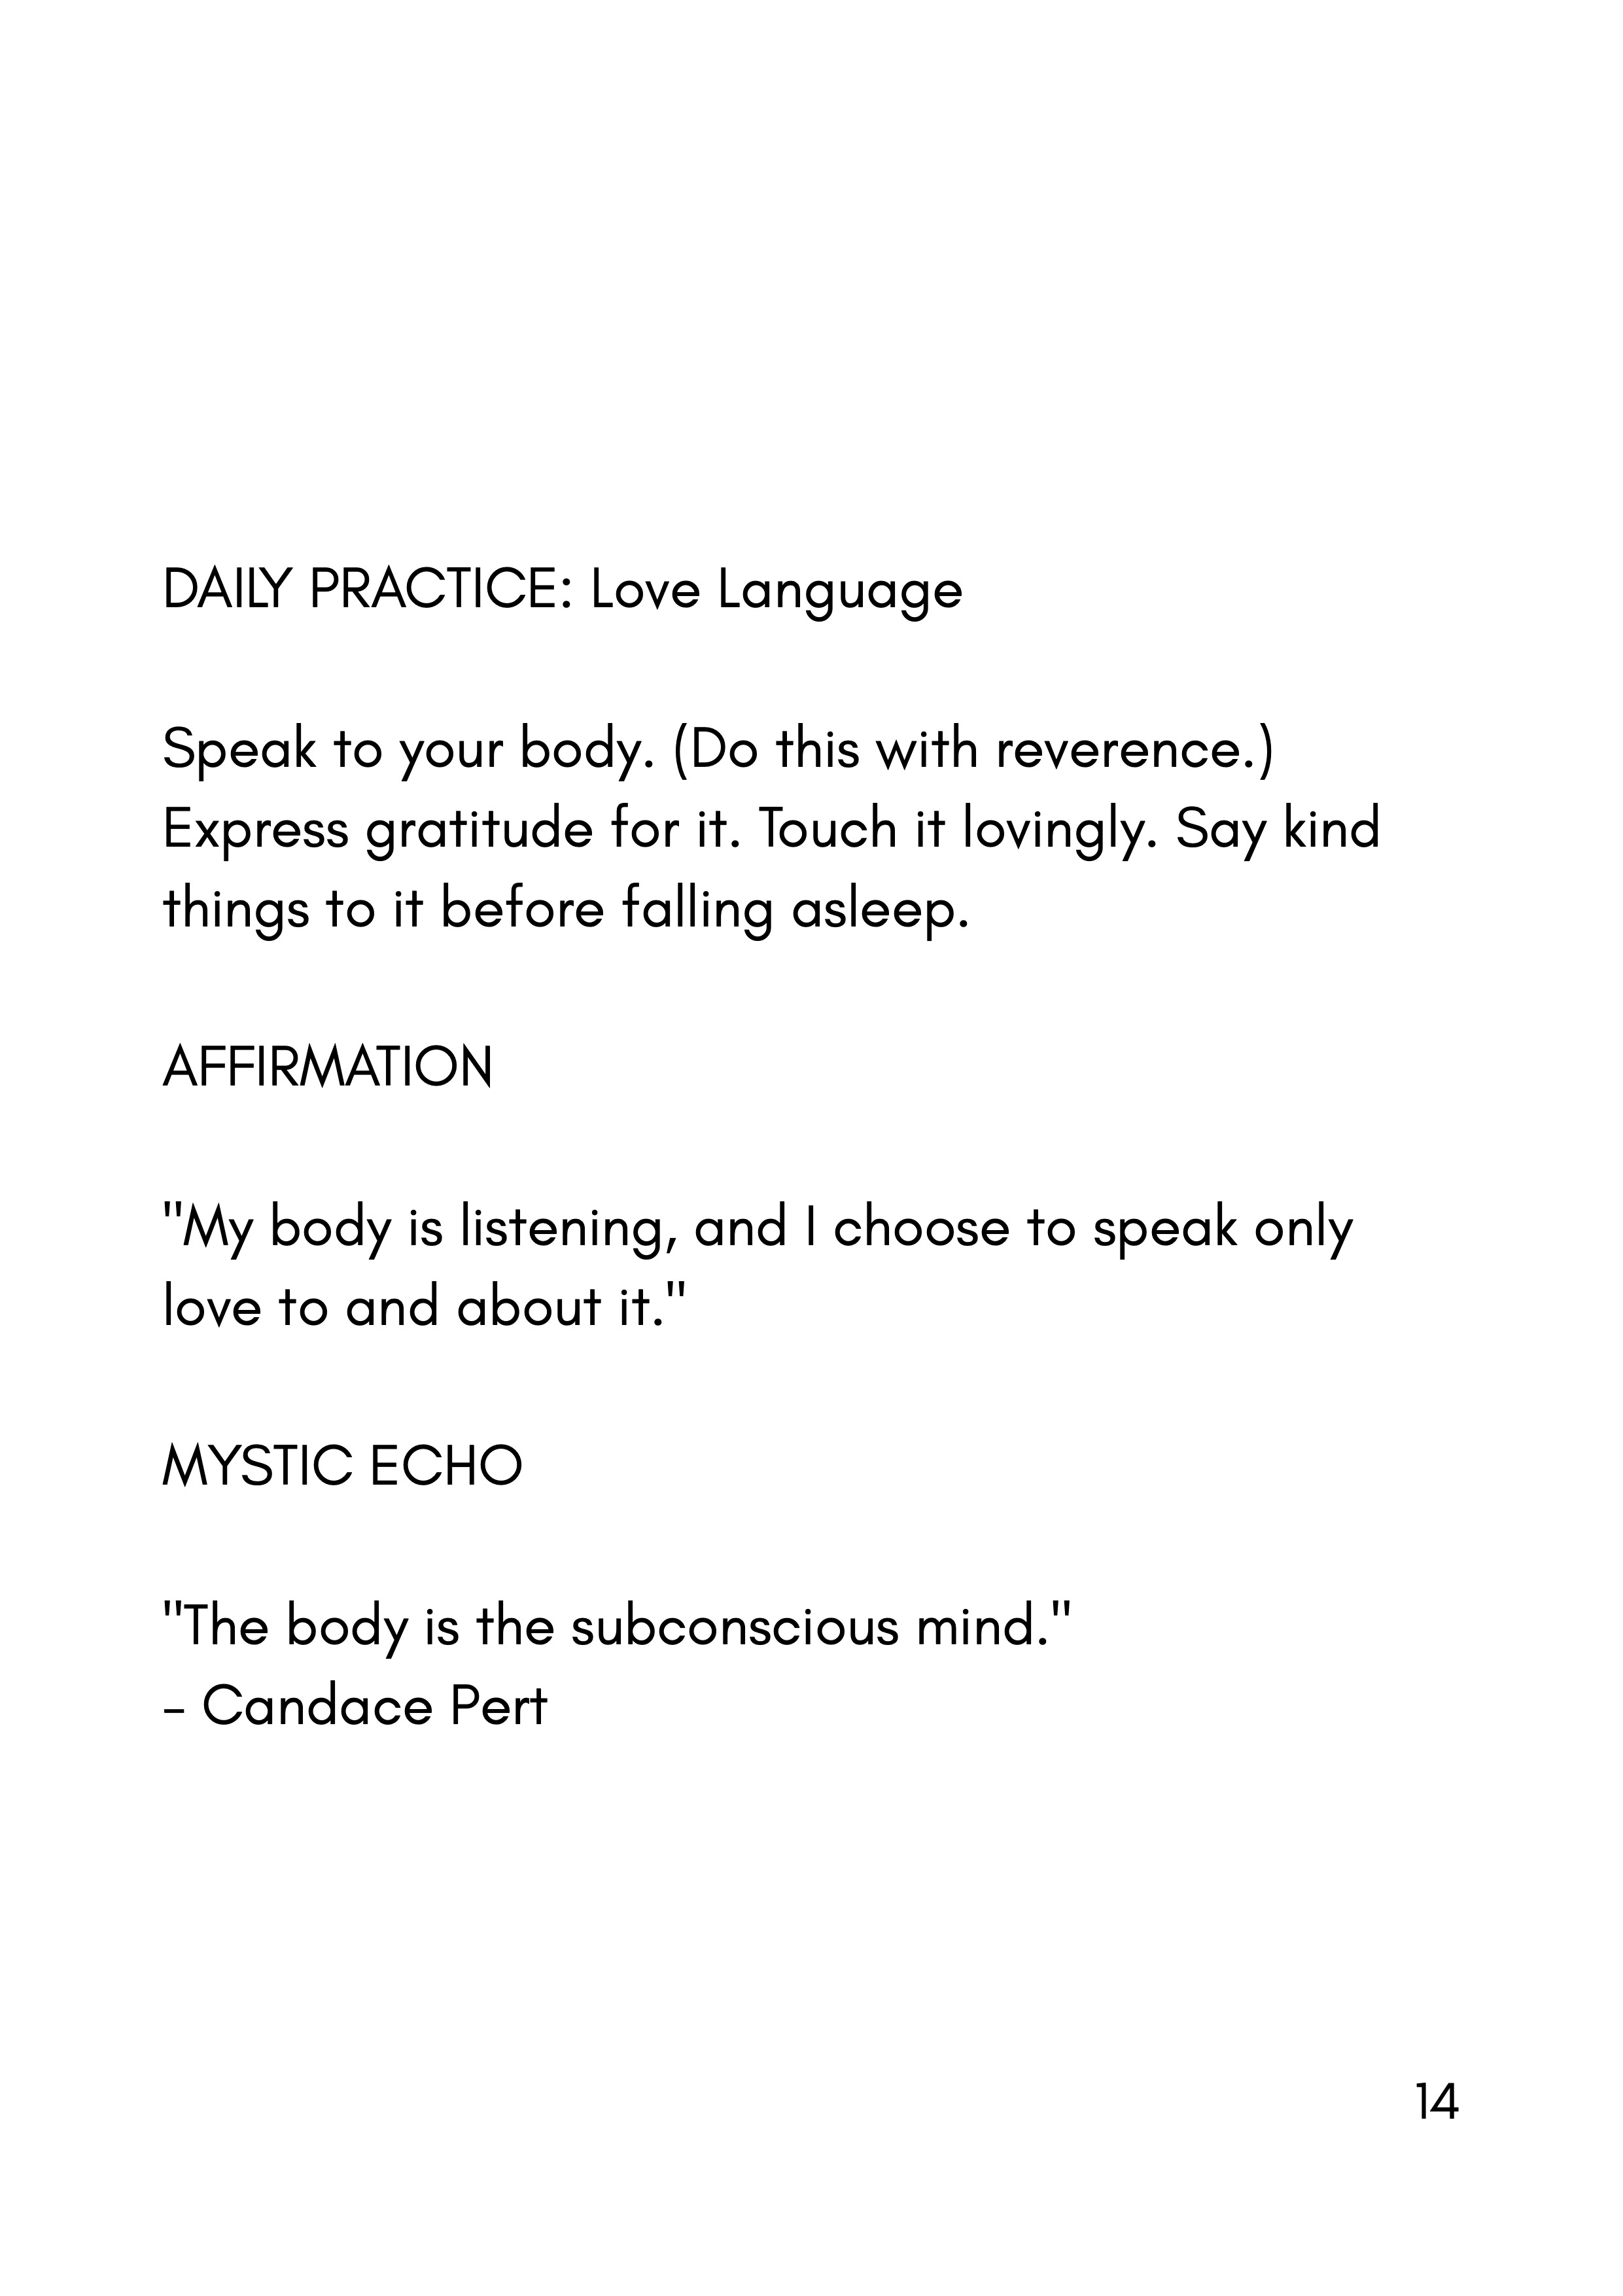 DAILY PRACTICE: Love Language
Speak to your body. (Do this with reverence.)
Express gratitude for it. Touch it lovingly. Say kind
things to it before falling asleep.
AFFIRMATION
"My body is listening, and I choose to speak only
love to and about it."
MYSTIC ECHO
"The body is the subconscious mind."
– Candace Pert
14